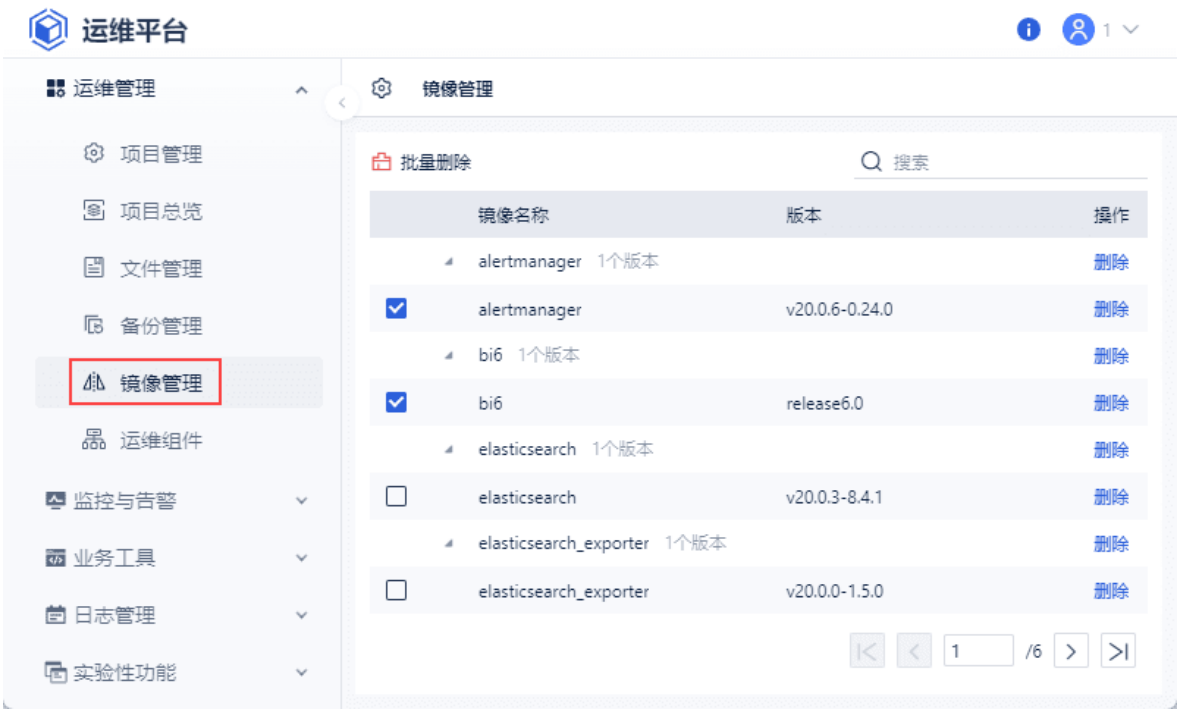 运维平台
1
运维管理
项目管理
项目总览
文件管理
备份管理
镜像管理
运维组件
监控与告警
业务工具
日志管理
实验性功能
镜像管理
批量删除 搜索
镜像名称 版本 操作
alertmanager 1个版本 删除
alertmanager v20.0.6-0.24.0 删除
bi6 1个版本 删除
bi6 release6.0 删除
elasticsearch 1个版本 删除
elasticsearch v20.0.3-8.4.1 删除
elasticsearch_exporter 1个版本 删除
elasticsearch_exporter v20.0.0-1.5.0 删除
1 /6